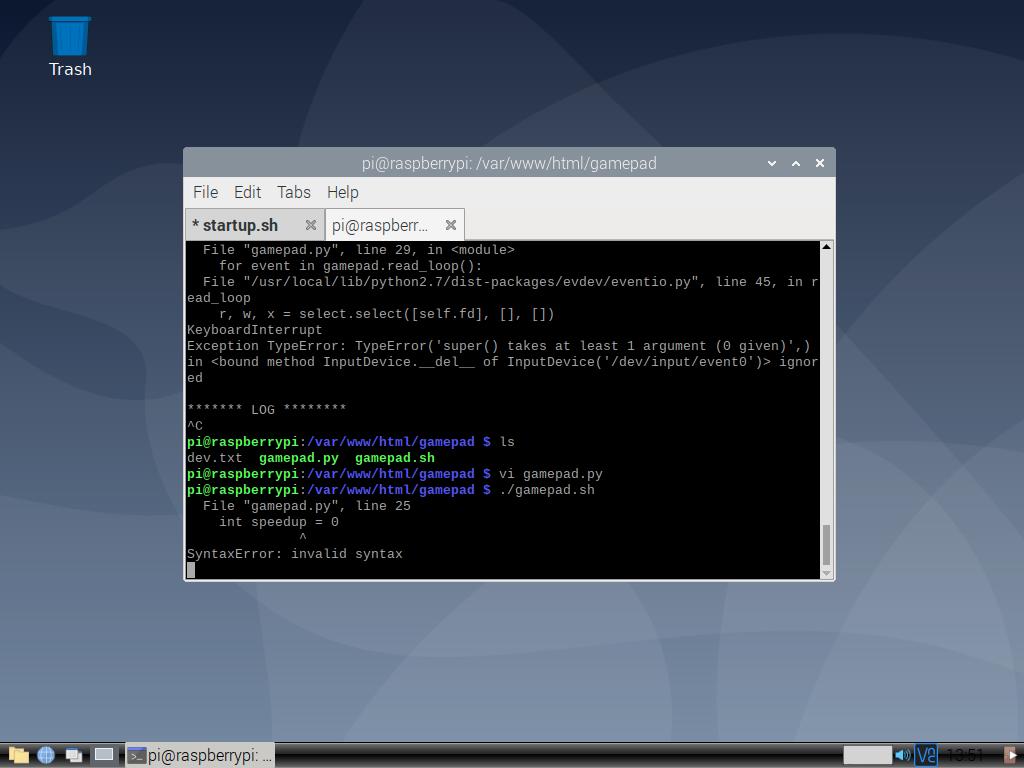 Trash
pi@raspberrypi: /var/www/html/gamepad
File Edit Tabs Help
* startup.sh pi@raspberr...
File "gamepad.py", line 29, in <module>
for event in gamepad.read_loop():
File "/usr/local/lib/python2.7/dist-packages/evdev/eventio.py", line 45, in r
ead_loop
r, w, x = select.select([self.fd], [], [])
KeyboardInterrupt
Exception TypeError: TypeError('super() takes at least 1 argument (0 given)',)
in <bound method InputDevice.__del__ of InputDevice('/dev/input/event0')> ignor
ed
******* LOG ********
^C
pi@raspberrypi:/var/www/html/gamepad $ ls
dev.txt gamepad.py gamepad.sh
pi@raspberrypi:/var/www/html/gamepad $ vi gamepad.py
pi@raspberrypi:/var/www/html/gamepad $ ./gamepad.sh
File "gamepad.py", line 25
int speedup = 0
^
SyntaxError: invalid syntax
pi@raspberrypi: ... 13:51